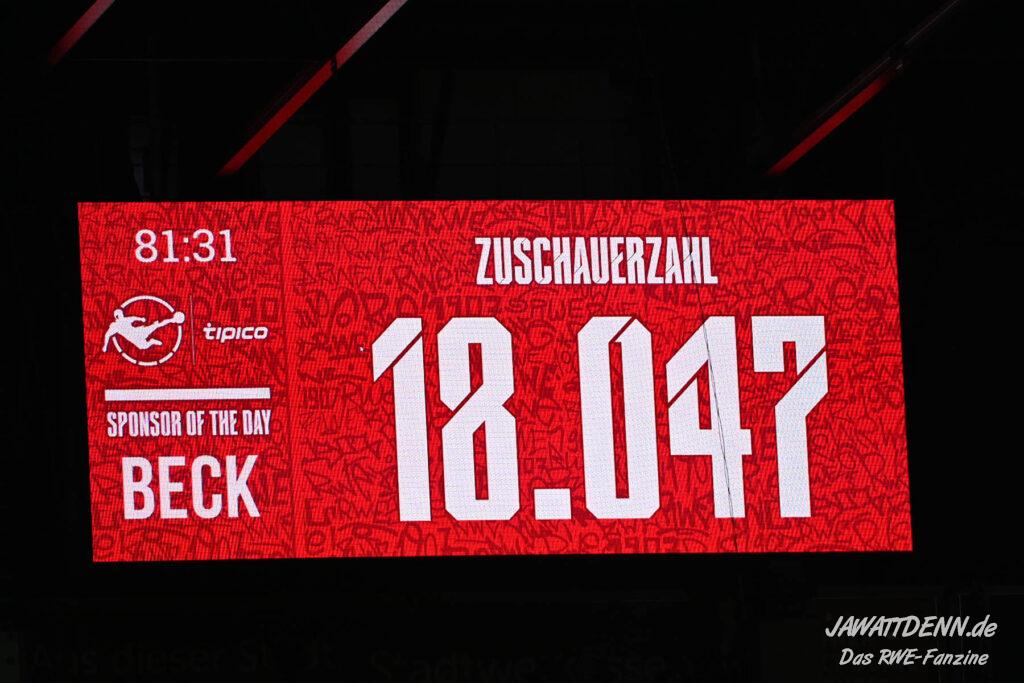 81:31
tipico
SPONSOR OF THE DAY
BECK
ZUSCHAUERZAHL
18.047
JAWATTDENN.de
Das RWE-Fanzine